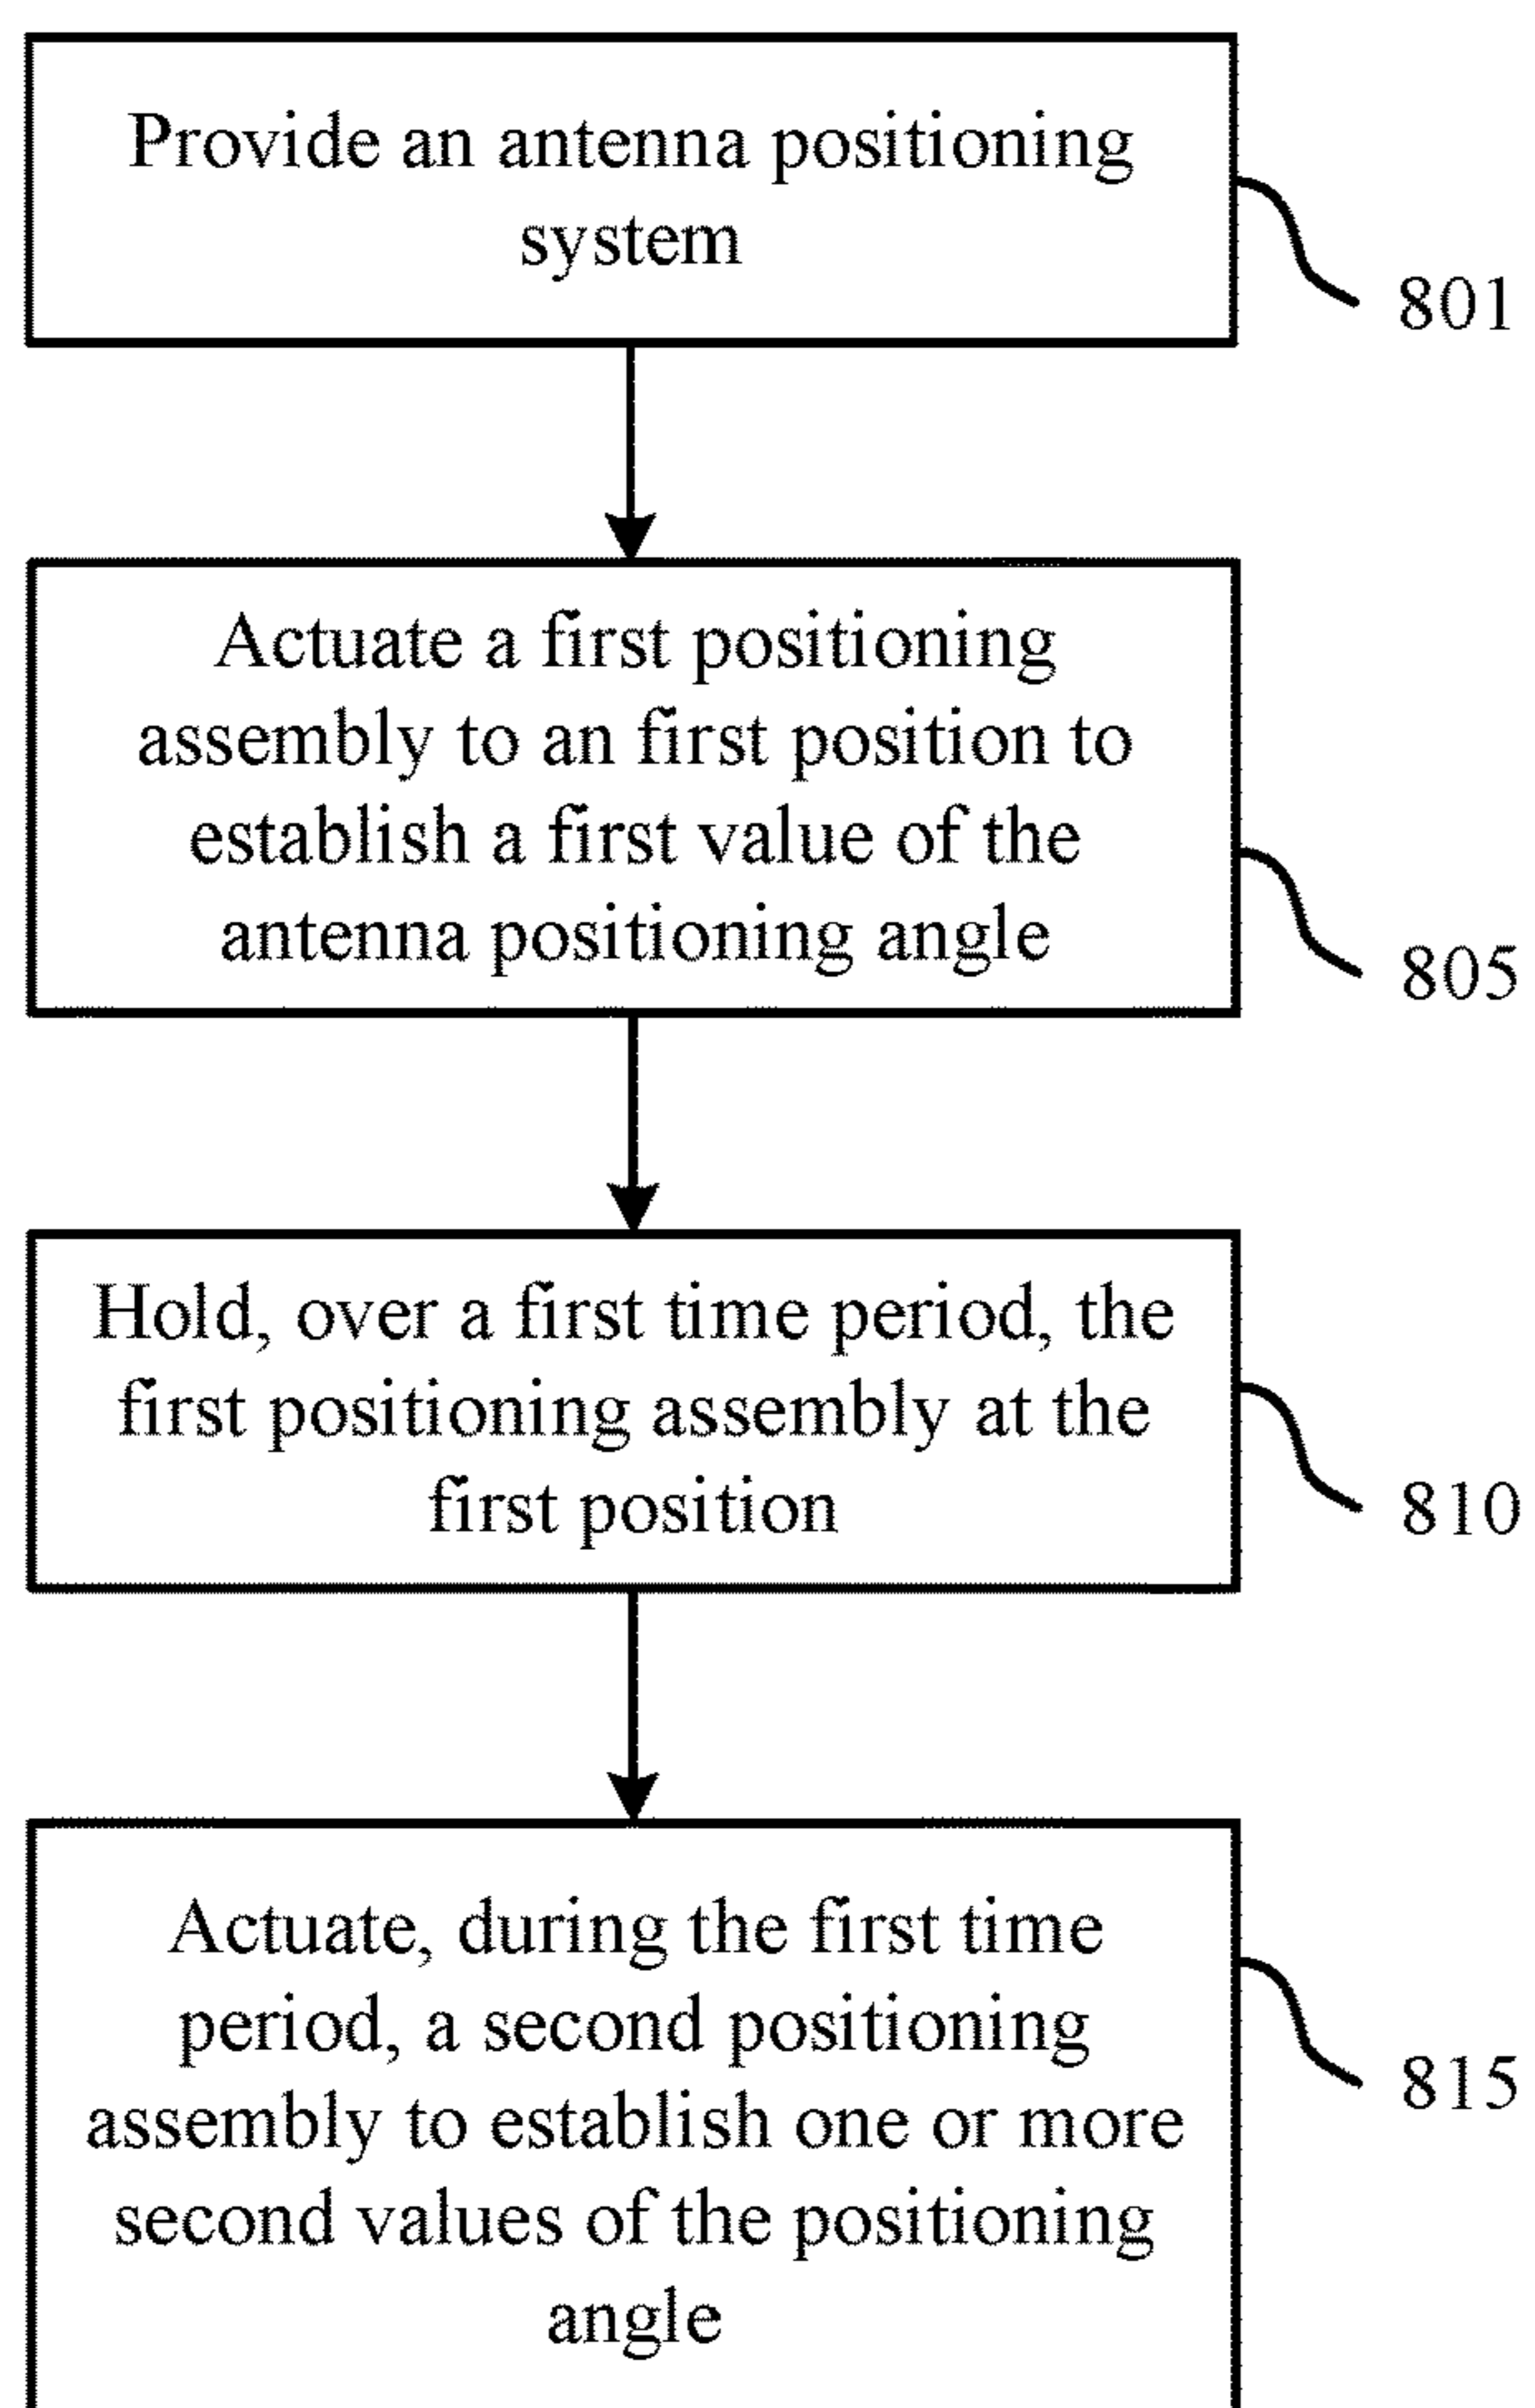 Provide an antenna positioning
system
801
Actuate a first positioning
assembly to an first position to
establish a first value of the
antenna positioning angle
805
Hold, over a first time period, the
first positioning assembly at the
first position
810
Actuate, during the first time
period, a second positioning
assembly to establish one or more
second values of the positioning
angle
815